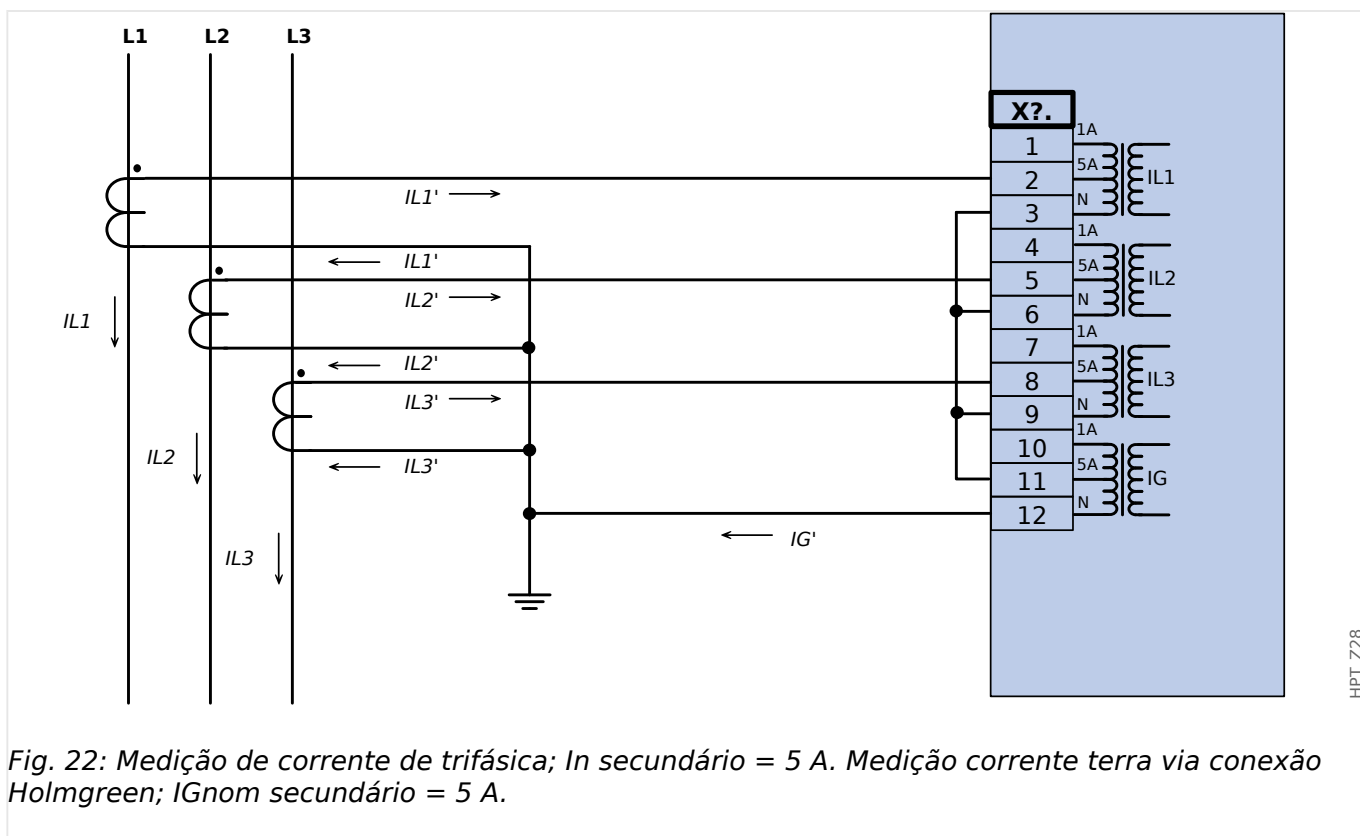 L1 L2 L3
X?.
1
2
3
4
5
6
7
8
9
10
11
12
1A
5A
N
IL1
1A
5A
N
IL2
1A
5A
N
IL3
1A
5A
N
IG
IL1'
IL1'
IL2'
IL2'
IL3'
IL3'
IG'
IL1
IL2
IL3
HPT_Z28
Fig. 22: Medição de corrente de trifásica; In secundário = 5 A. Medição corrente terra via conexão
Holmgreen; IGnom secundário = 5 A.